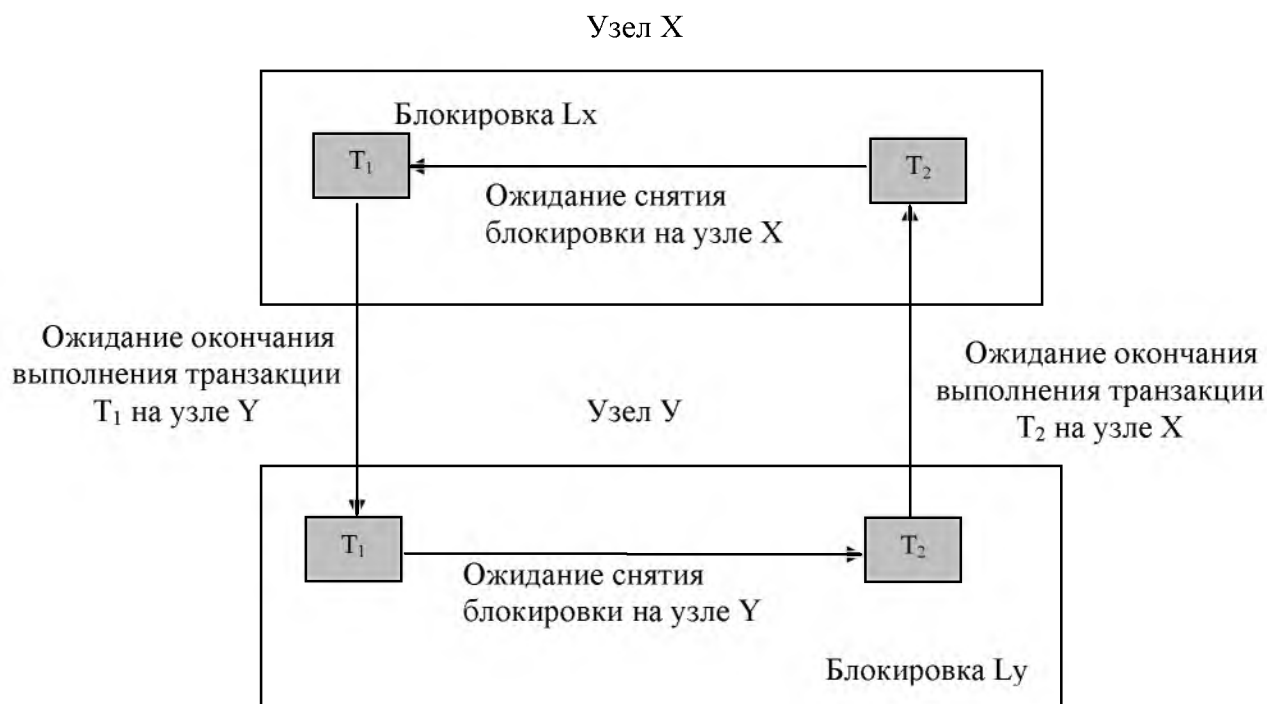 Узел X
Блокировка Lx
T1
T2
Ожидание снятия
блокировки на узле X
Ожидание окончания
выполнения транзакции
T1 на узле Y
Узел У
Ожидание окончания
выполнения транзакции
T2 на узле X
T1
T2
Ожидание снятия
блокировки на узле Y
Блокировка Ly